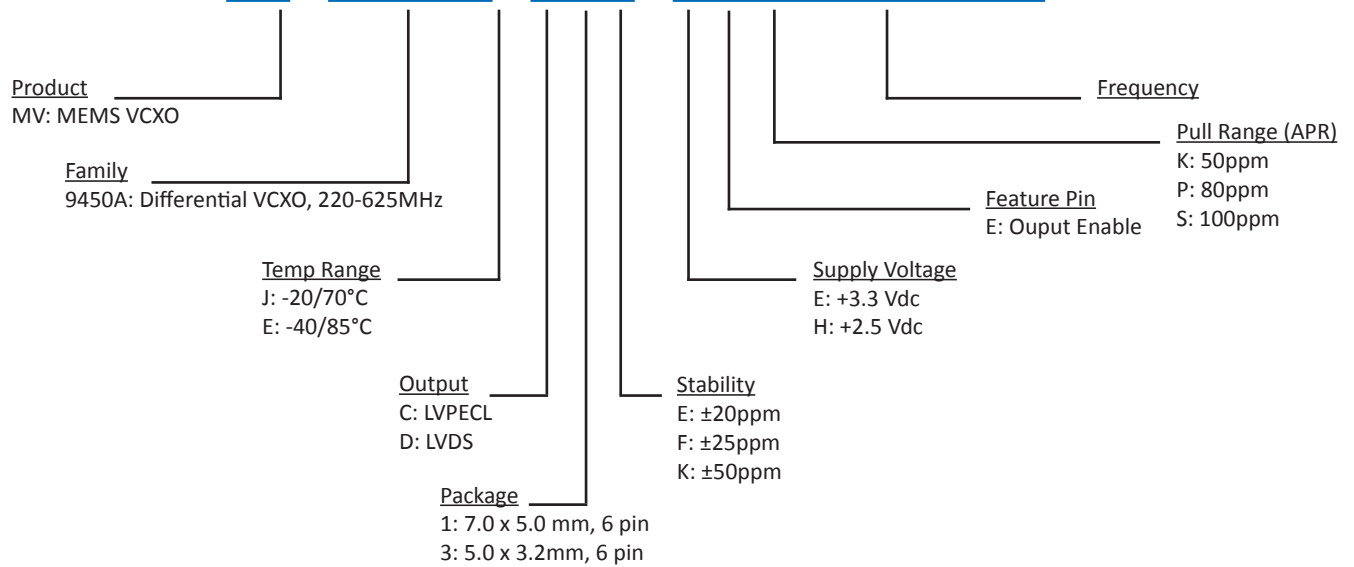 Product
MV: MEMS VCXO
Family
9450A: Differential VCXO, 220-625MHz
Temp Range
J: -20/70°C
E: -40/85°C
Output
C: LVPECL
D: LVDS
Package
1: 7.0 x 5.0 mm, 6 pin
3: 5.0 x 3.2mm, 6 pin
Stability
E: ±20ppm
F: ±25ppm
K: ±50ppm
Supply Voltage
E: +3.3 Vdc
H: +2.5 Vdc
Feature Pin
E: Ouput Enable
Pull Range (APR)
K: 50ppm
P: 80ppm
S: 100ppm
Frequency